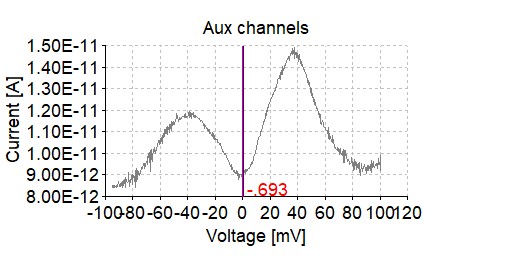 Aux channels
Current [A]
1.50E-11
1.40E-11
1.30E-11
1.20E-11
1.10E-11
1.00E-11
9.00E-12
8.00E-12
-.693
-100 -80 -60 -40 -20 0 20 40 60 80 100 120
Voltage [mV]